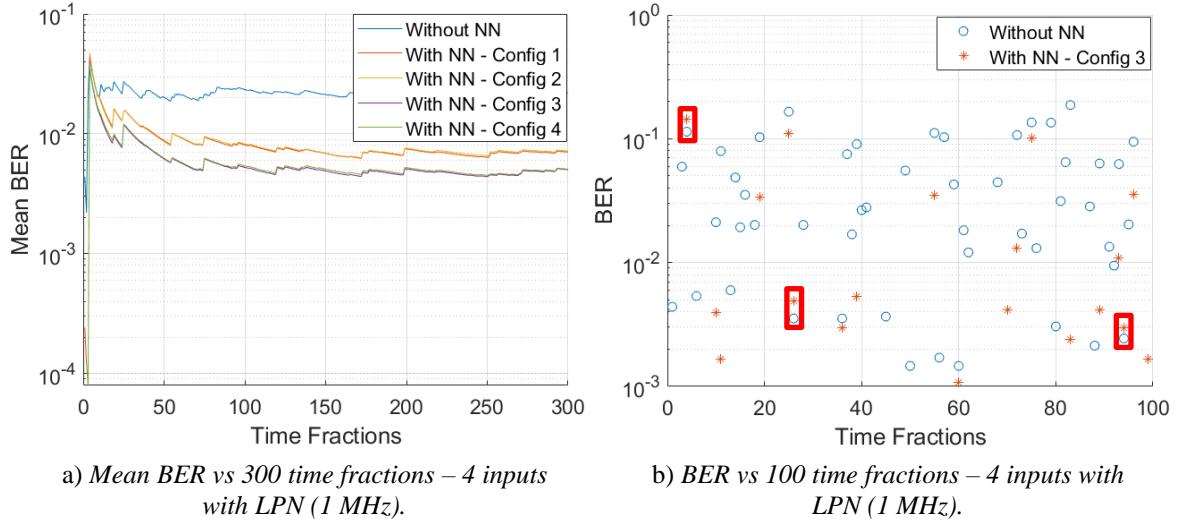 Mean BER
10^-1
10^-2
10^-3
10^-4
0
50
100
150
200
250
300
Time Fractions
Without NN
With NN - Config 1
With NN - Config 2
With NN - Config 3
With NN - Config 4
a) Mean BER vs 300 time fractions – 4 inputs
with LPN (1 MHz).
BER
10^0
10^-1
10^-2
10^-3
0
20
40
60
80
100
Time Fractions
Without NN
With NN - Config 3
b) BER vs 100 time fractions – 4 inputs with
LPN (1 MHz).